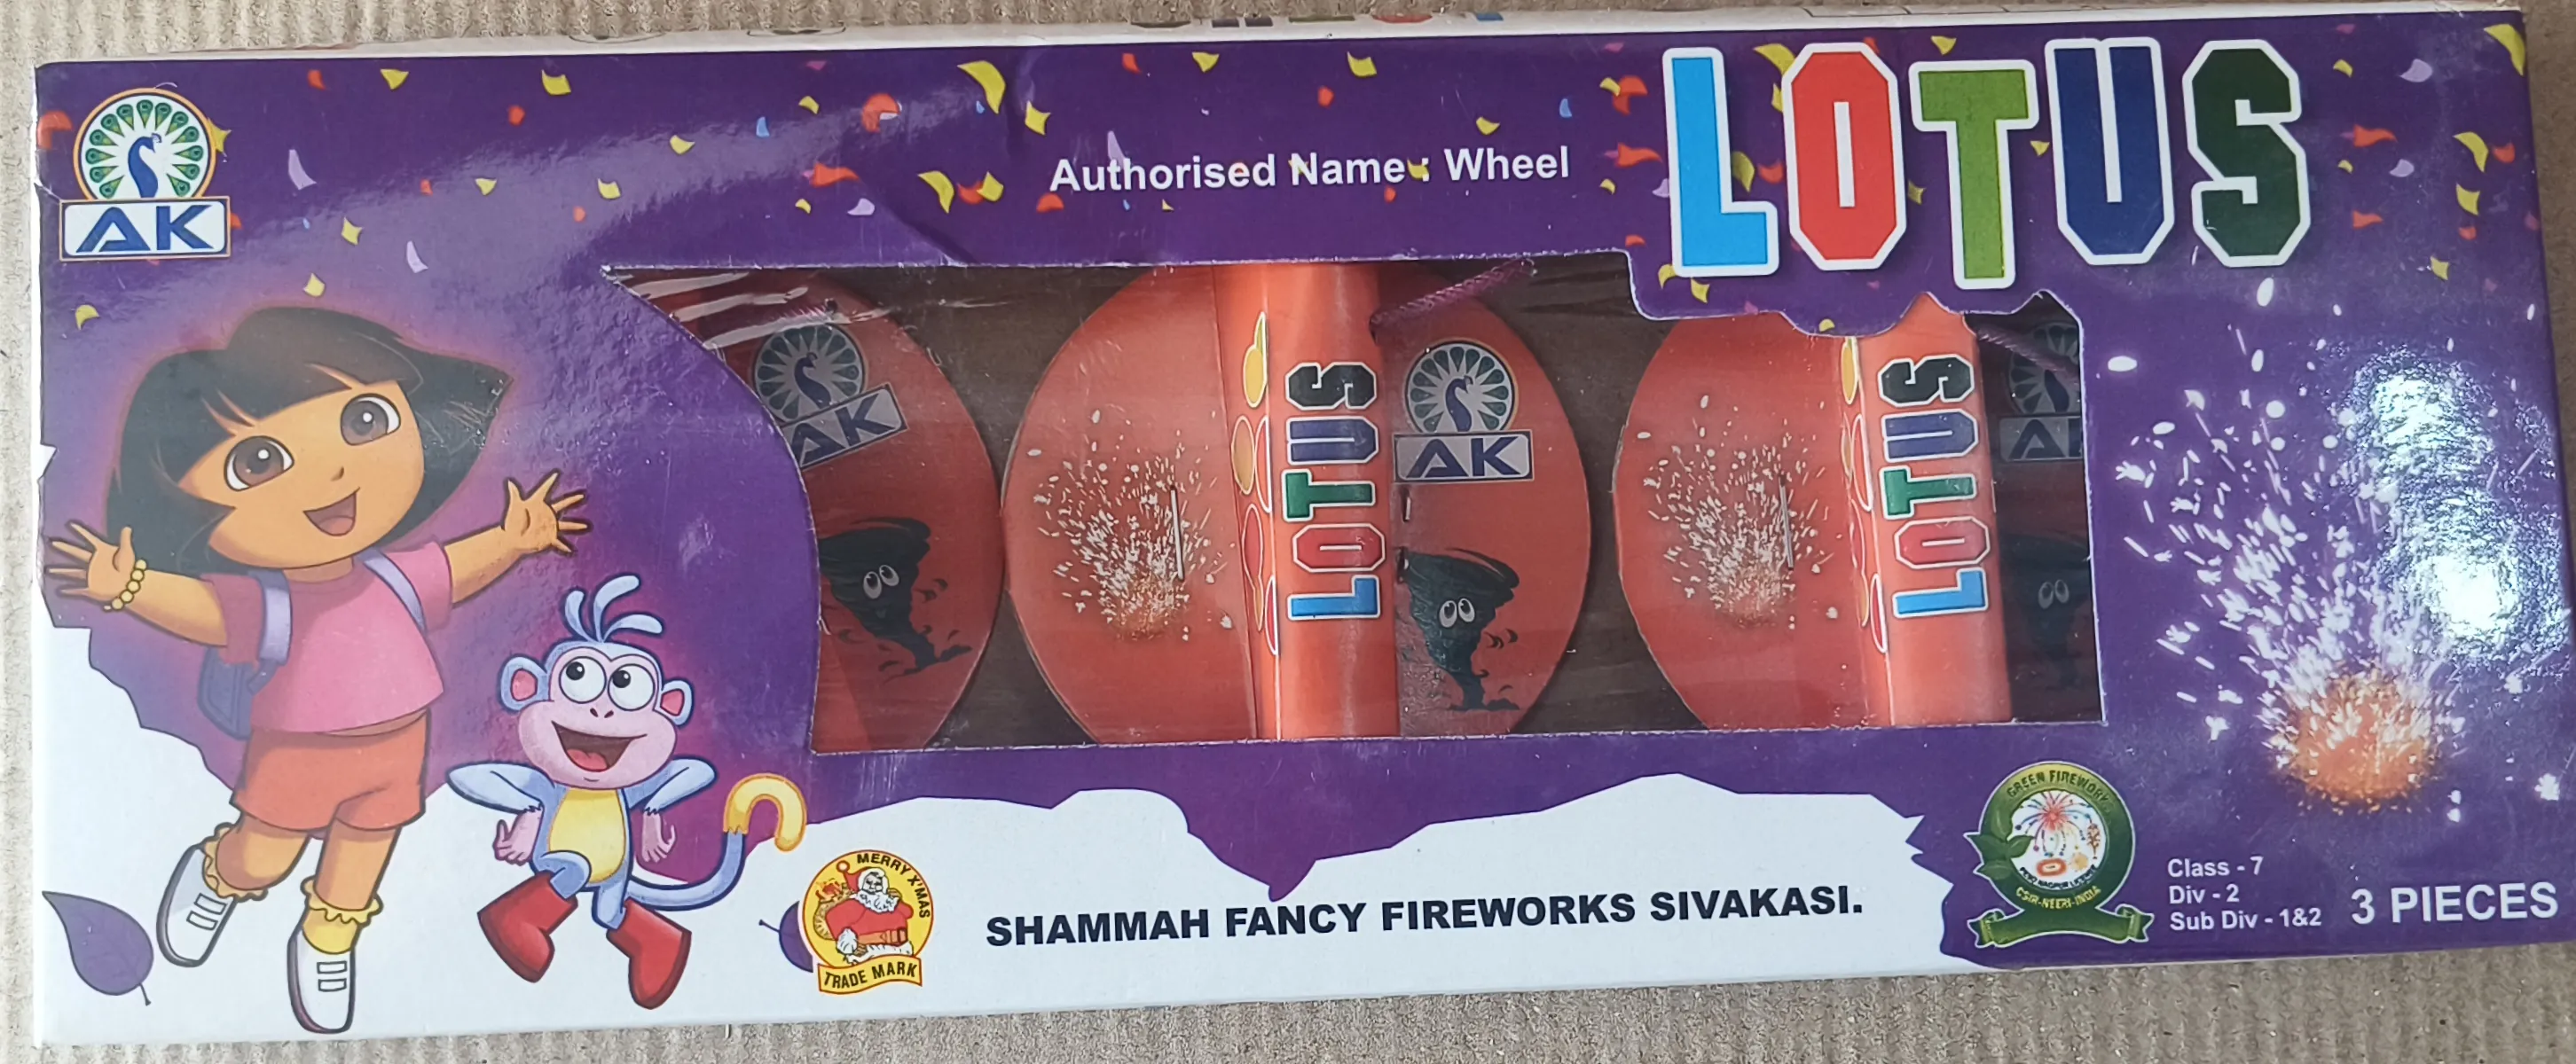 LOTUS
Authorised Name : Wheel
AK
AK
LOTUS
AK
LOTUS
MERRY X'MAS
TRADE MARK
SHAMMAH FANCY FIREWORKS SIVAKASI.
GREEN FIREWORK
CSIR-NEERI-INDIA
Class - 7
Div - 2
Sub Div - 1&2
3 PIECES